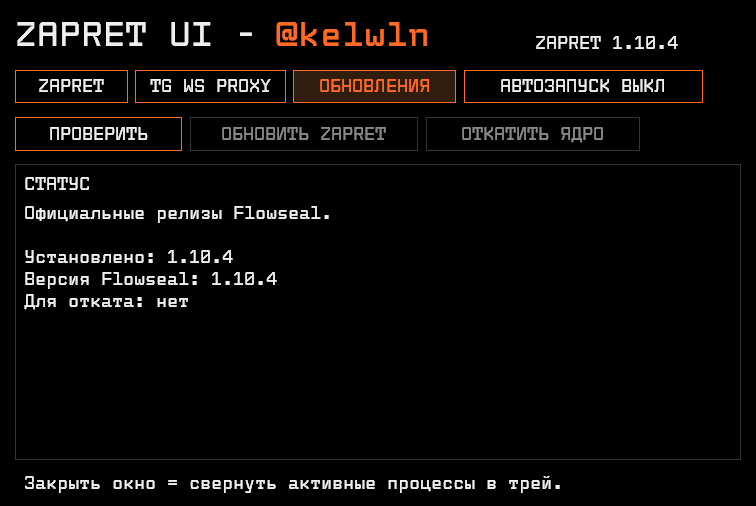 ZAPRET UI - @kelwln
ZAPRET 1.10.4
ZAPRET TG WS PROXY ОБНОВЛЕНИЯ АВТОЗАПУСК ВЫКЛ
ПРОВЕРИТЬ ОБНОВИТЬ ZAPRET ОТКАТИТЬ ЯДРО
СТАТУС
Официальные релизы Flowseal.
Установлено: 1.10.4
Версия Flowseal: 1.10.4
Для отката: нет
Закрыть окно = свернуть активные процессы в трей.